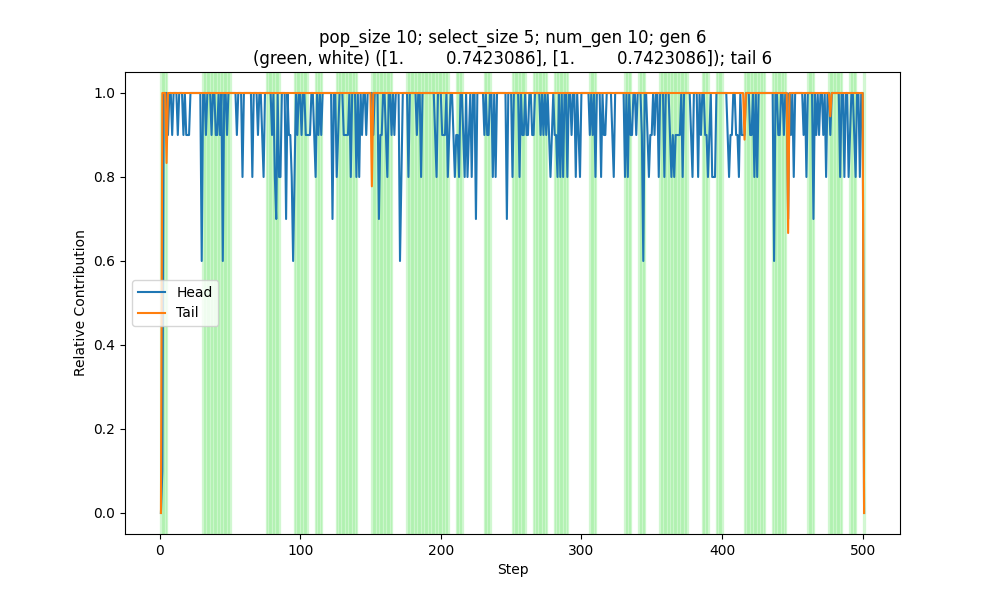 pop_size 10; select_size 5; num_gen 10; gen 6
(green, white) ([1.         0.7423086], [1.         0.7423086]); tail 6
1.0
0.8
0.6
0.4
0.2
0.0
Relative Contribution
Head
Tail
0
100
200
300
400
500
Step